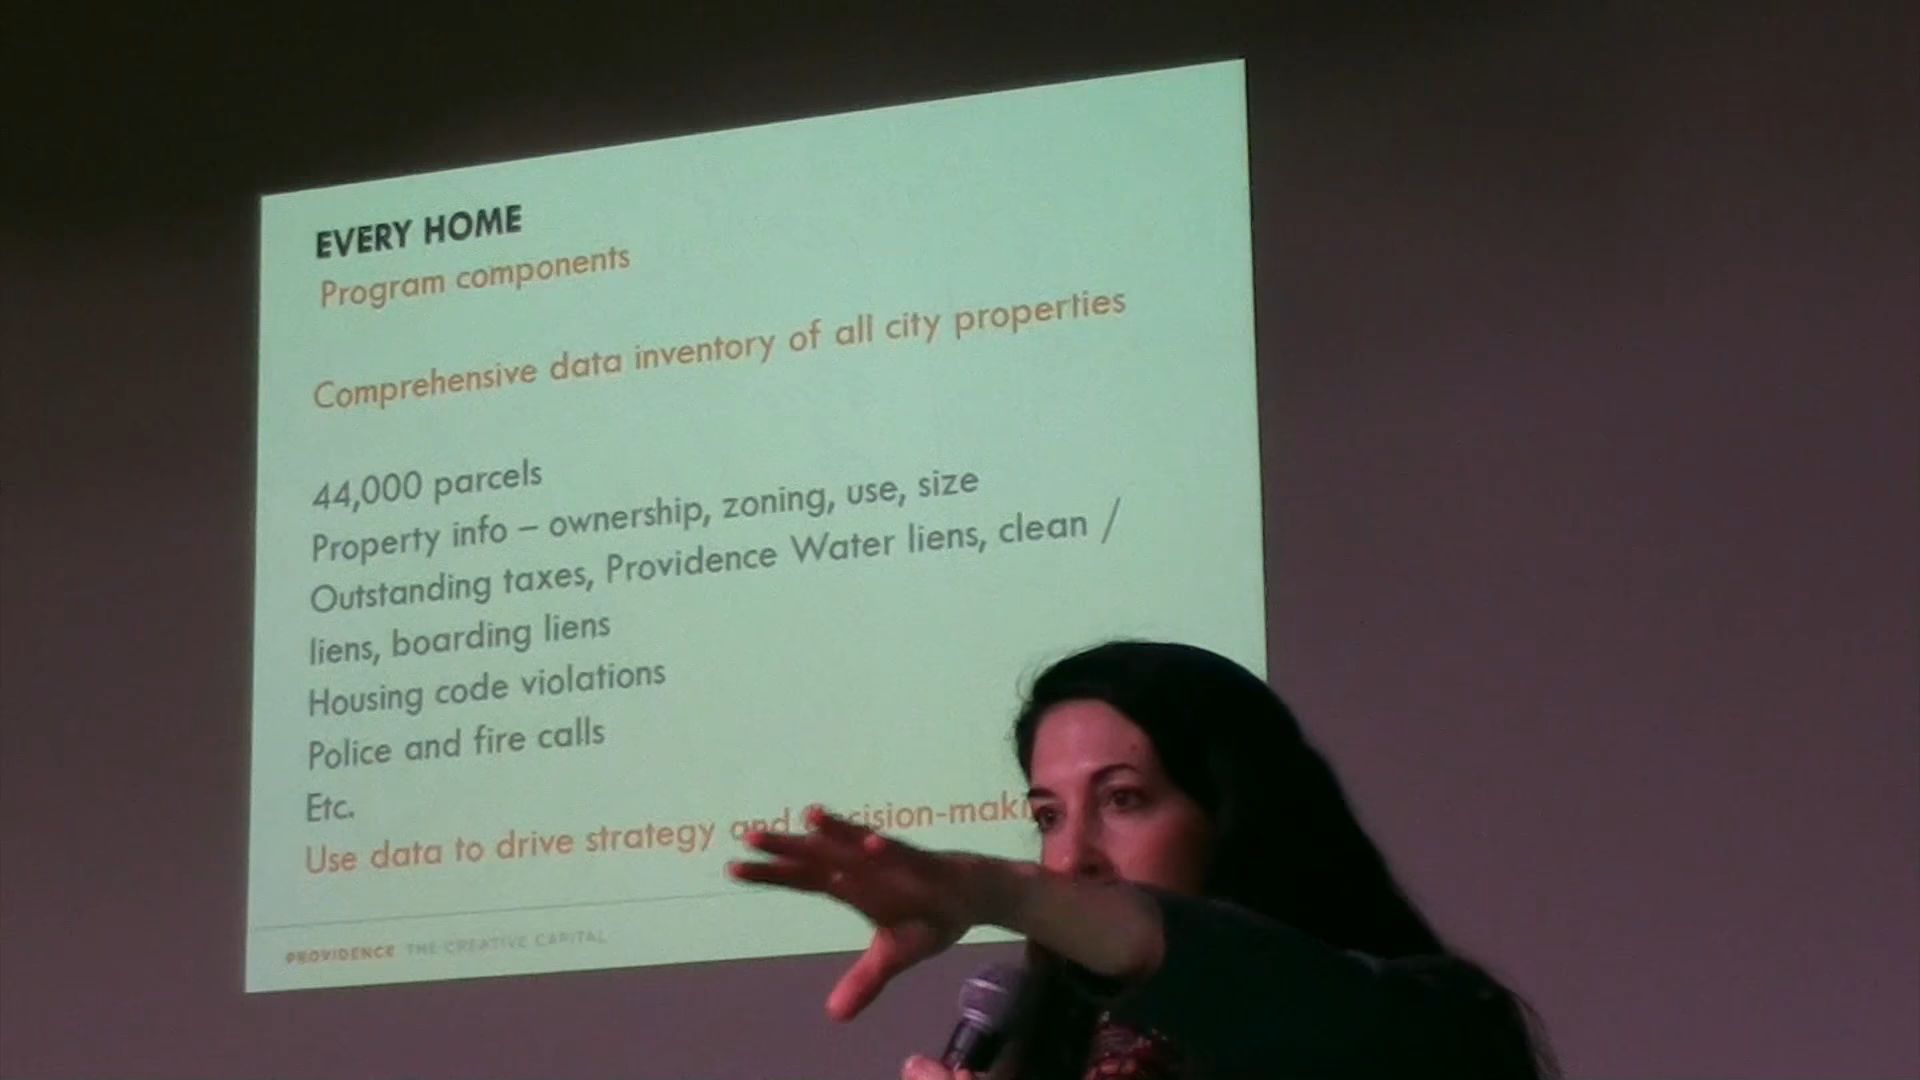 EVERY HOME
Program components
Comprehensive data inventory of all city properties
44,000 parcels
Property info – ownership, zoning, use, size
Outstanding taxes, Providence Water liens, clean /
liens, boarding liens
Housing code violations
Police and fire calls
Etc.
Use data to drive strategy and
PROVIDENCE THE CREATIVE CAPITAL